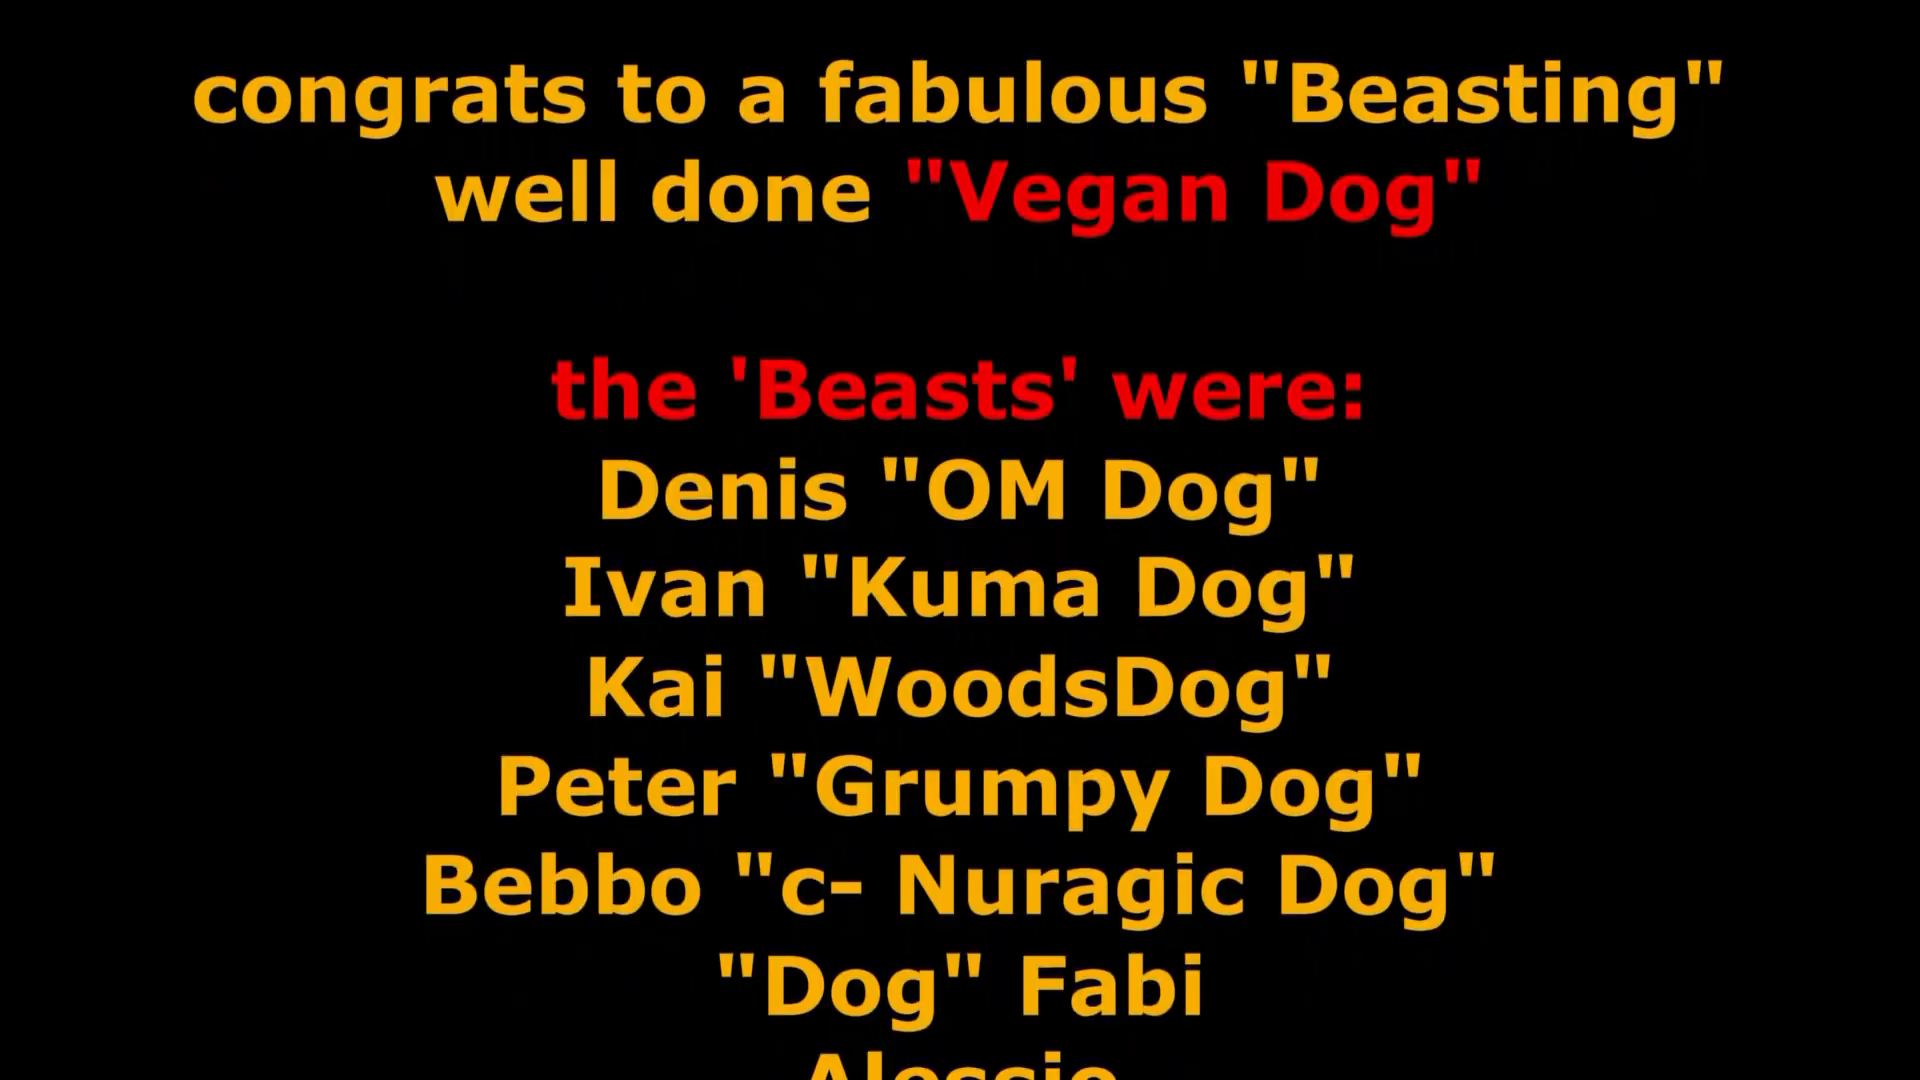 congrats to a fabulous "Beasting"
well done "Vegan Dog"
the 'Beasts' were:
Denis "OM Dog"
Ivan "Kuma Dog"
Kai "WoodsDog"
Peter "Grumpy Dog"
Bebbo "c- Nuragic Dog"
"Dog" Fabi
Alessio